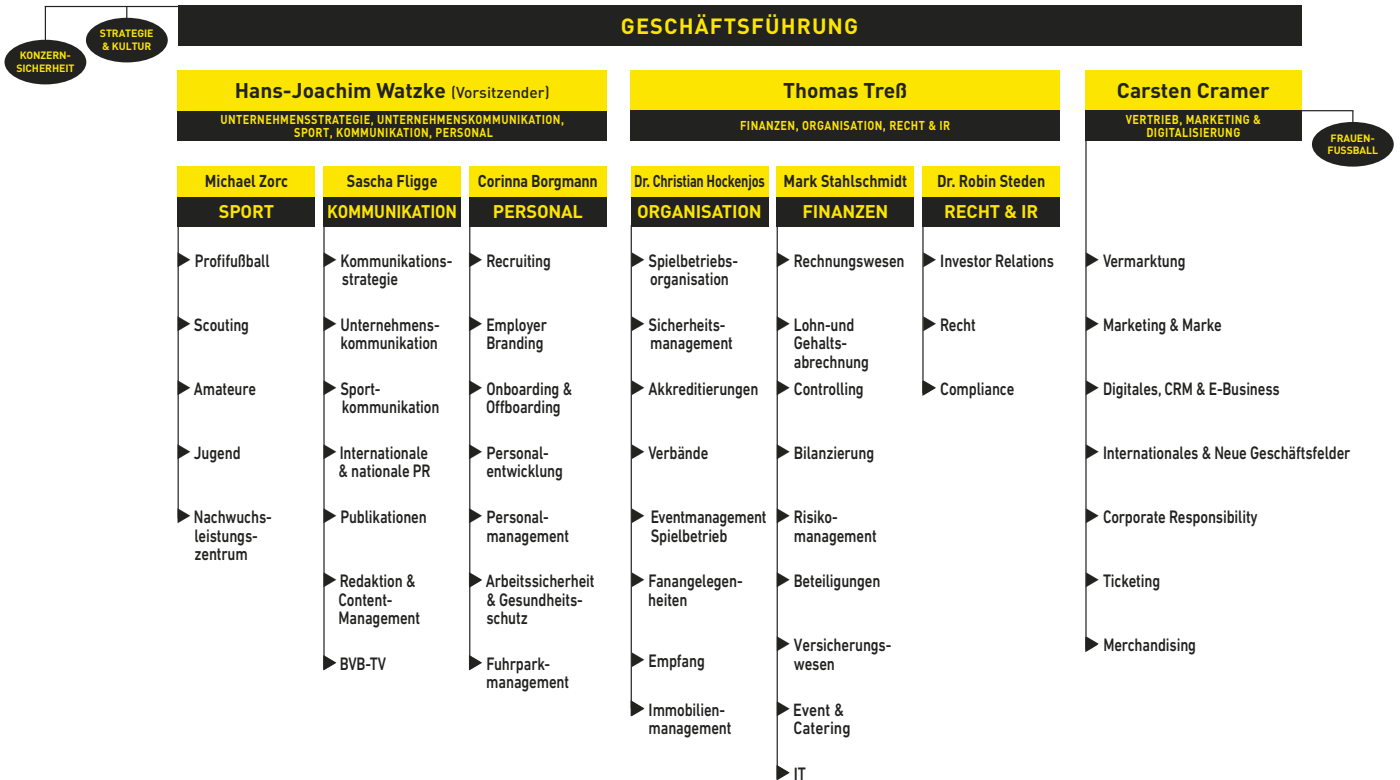 GESCHÄFTSFÜHRUNG
STRATEGIE
& KULTUR
KONZERN-
SICHERHEIT
Hans-Joachim Watzke (Vorsitzender)
UNTERNEHMENSSTRATEGIE, UNTERNEHMENSKOMMUNIKATION,
SPORT, KOMMUNIKATION, PERSONAL
Thomas Treß
FINANZEN, ORGANISATION, RECHT & IR
Carsten Cramer
VERTRIEB, MARKETING &
DIGITALISIERUNG
FRAUEN-
FUSSBALL
Michael Zorc
SPORT
Profifußball
Scouting
Amateure
Jugend
Nachwuchs-
leistungs-
zentrum
Sascha Fligge
KOMMUNIKATION
Kommunikations-
strategie
Unternehmens-
kommunikation
Sport-
kommunikation
Internationale
& nationale PR
Publikationen
Redaktion &
Content-
Management
BVB-TV
Corinna Borgmann
PERSONAL
Recruiting
Employer
Branding
Onboarding &
Offboarding
Personal-
entwicklung
Personal-
management
Arbeitssicherheit
& Gesundheits-
schutz
Fuhrpark-
management
Dr. Christian Hockenjos
ORGANISATION
Spielbetriebs-
organisation
Sicherheits-
management
Akkreditierungen
Verbände
Eventmanagement
Spielbetrieb
Fanangelegen-
heiten
Empfang
Immobilien-
management
Mark Stahlschmidt
FINANZEN
Rechnungswesen
Lohn-und
Gehalts-
abrechnung
Controlling
Bilanzierung
Risiko-
management
Beteiligungen
Versicherungs-
wesen
Event &
Catering
IT
Dr. Robin Steden
RECHT & IR
Investor Relations
Recht
Compliance
Vermarktung
Marketing & Marke
Digitales, CRM & E-Business
Internationales & Neue Geschäftsfelder
Corporate Responsibility
Ticketing
Merchandising